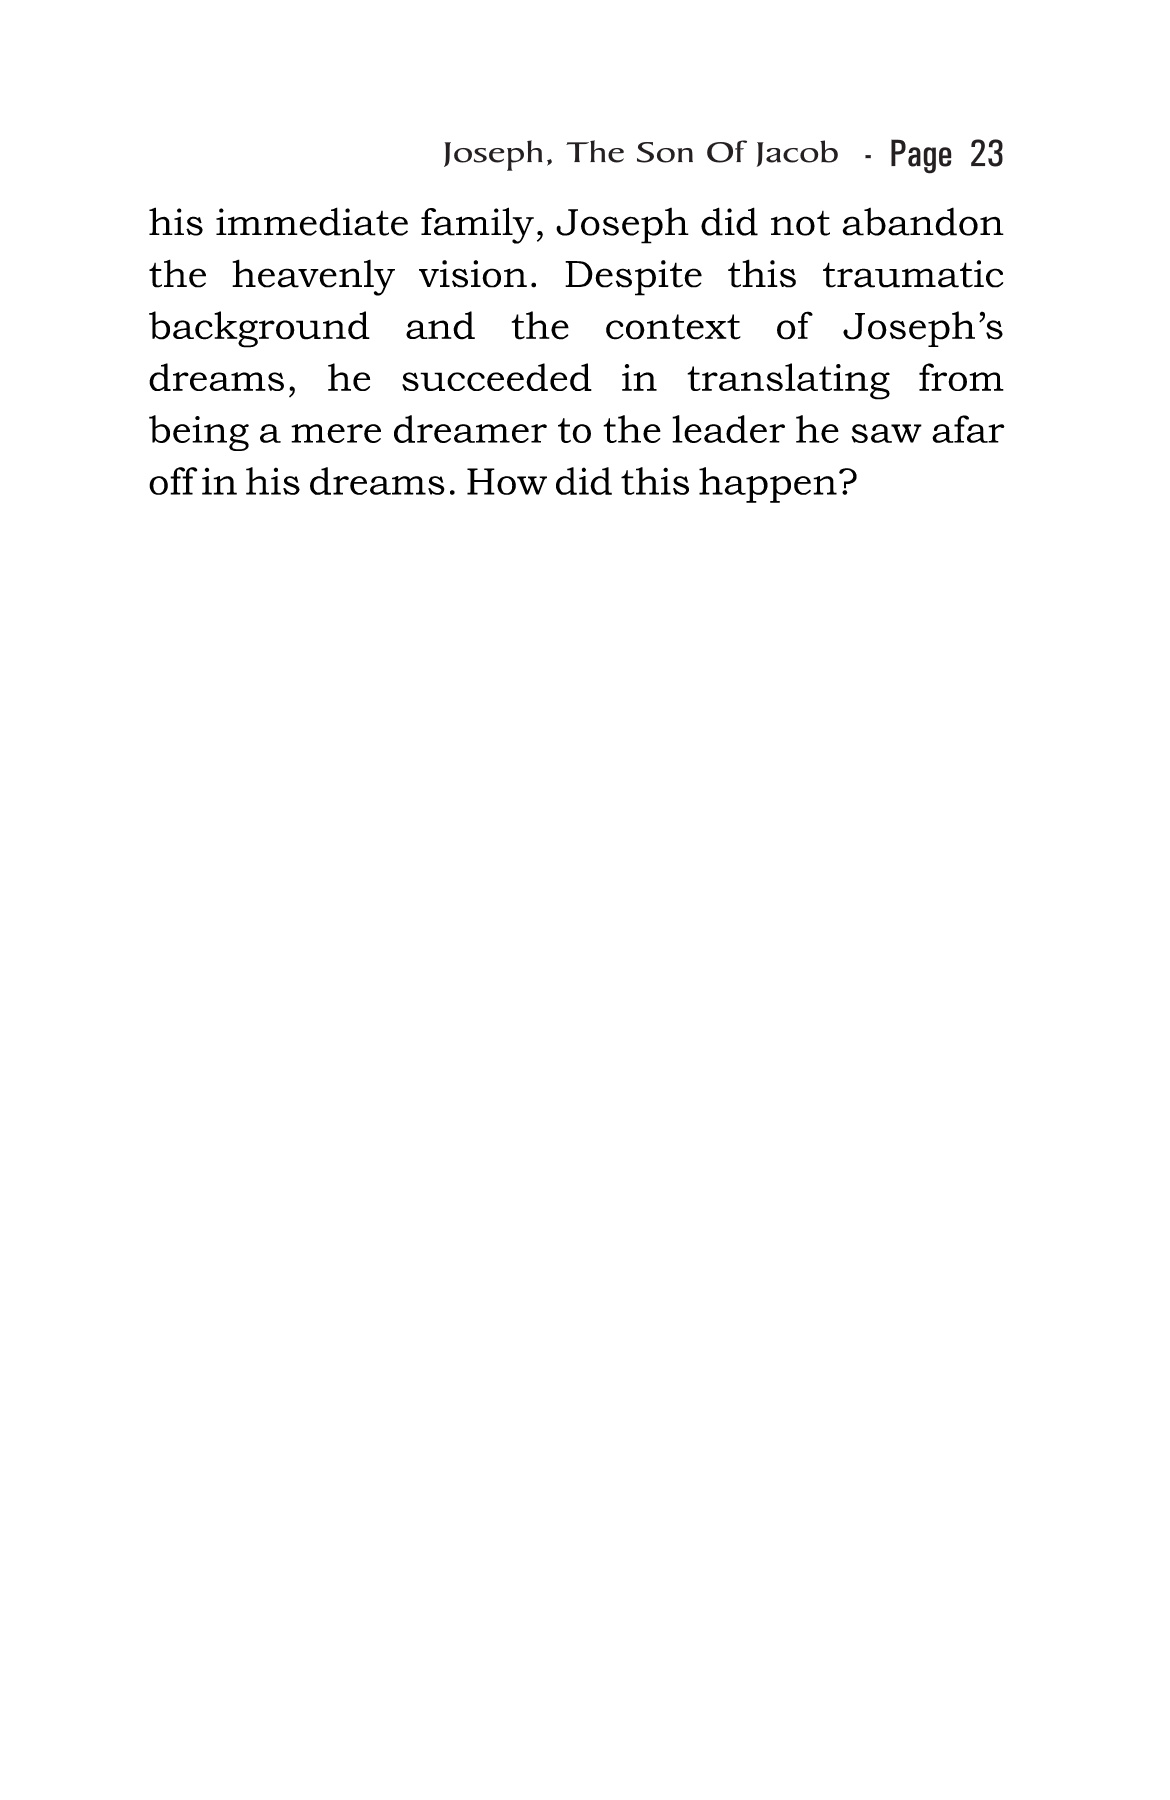 Joseph, The Son Of Jacob - Page 23
his immediate family, Joseph did not abandon
the heavenly vision. Despite this traumatic
background and the context of Joseph’s
dreams, he succeeded in translating from
being a mere dreamer to the leader he saw afar
off in his dreams. How did this happen?